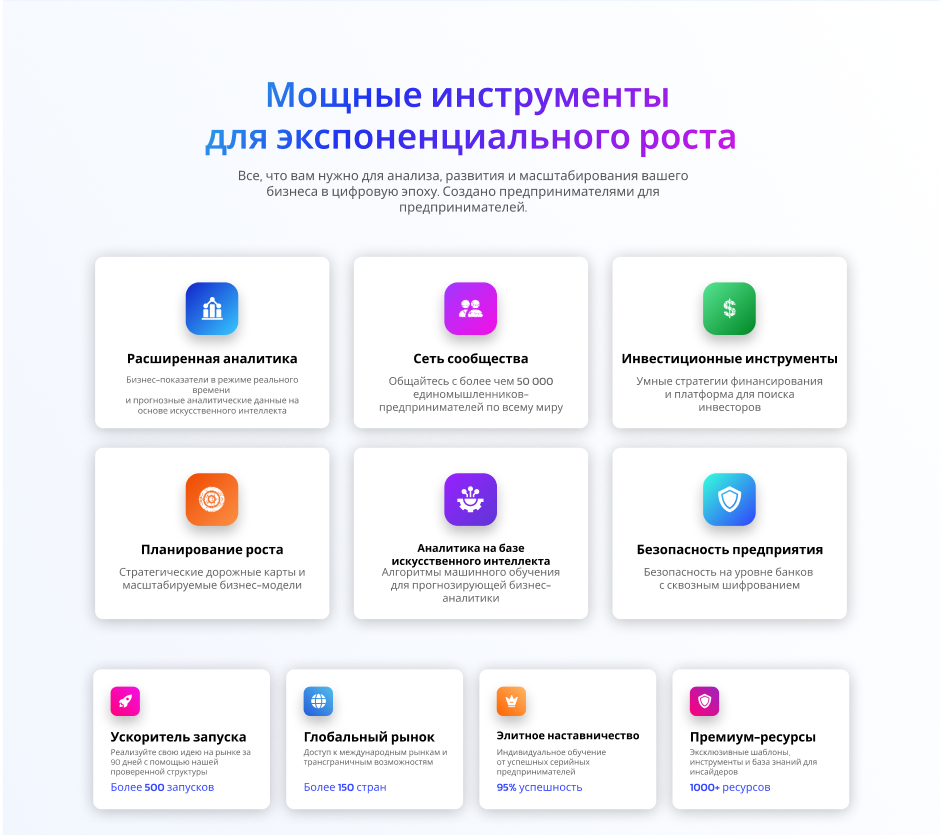 Мощные инструменты
для экспоненциального роста
Все, что вам нужно для анализа, развития и масштабирования вашего
бизнеса в цифровую эпоху. Создано предпринимателями для
предпринимателей.
Расширенная аналитика
Бизнес-показатели в режиме реального
времени
и прогнозные аналитические данные на
основе искусственного интеллекта
Сеть сообщества
Общайтесь с более чем 50 000
единомышленников-
предпринимателей по всему миру
$
Инвестиционные инструменты
Умные стратегии финансирования
и платформа для поиска
инвесторов
Планирование роста
Стратегические дорожные карты и
масштабируемые бизнес-модели
Аналитика на базе
искусственного интеллекта
Алгоритмы машинного обучения
для прогнозирующей бизнес-
аналитики
Безопасность предприятия
Безопасность на уровне банков
с сквозным шифрованием
Ускоритель запуска
Реализуйте свою идею на рынке за
90 дней с помощью нашей
проверенной структуры
Более 500 запусков
Глобальный рынок
Доступ к международным рынкам и
трансграничным возможностям
Более 150 стран
Элитное наставничество
Индивидуальное обучение
от успешных серийных
предпринимателей
95% успешность
Премиум-ресурсы
Эксклюзивные шаблоны,
инструменты и база знаний для
инсайдеров
1000+ ресурсов